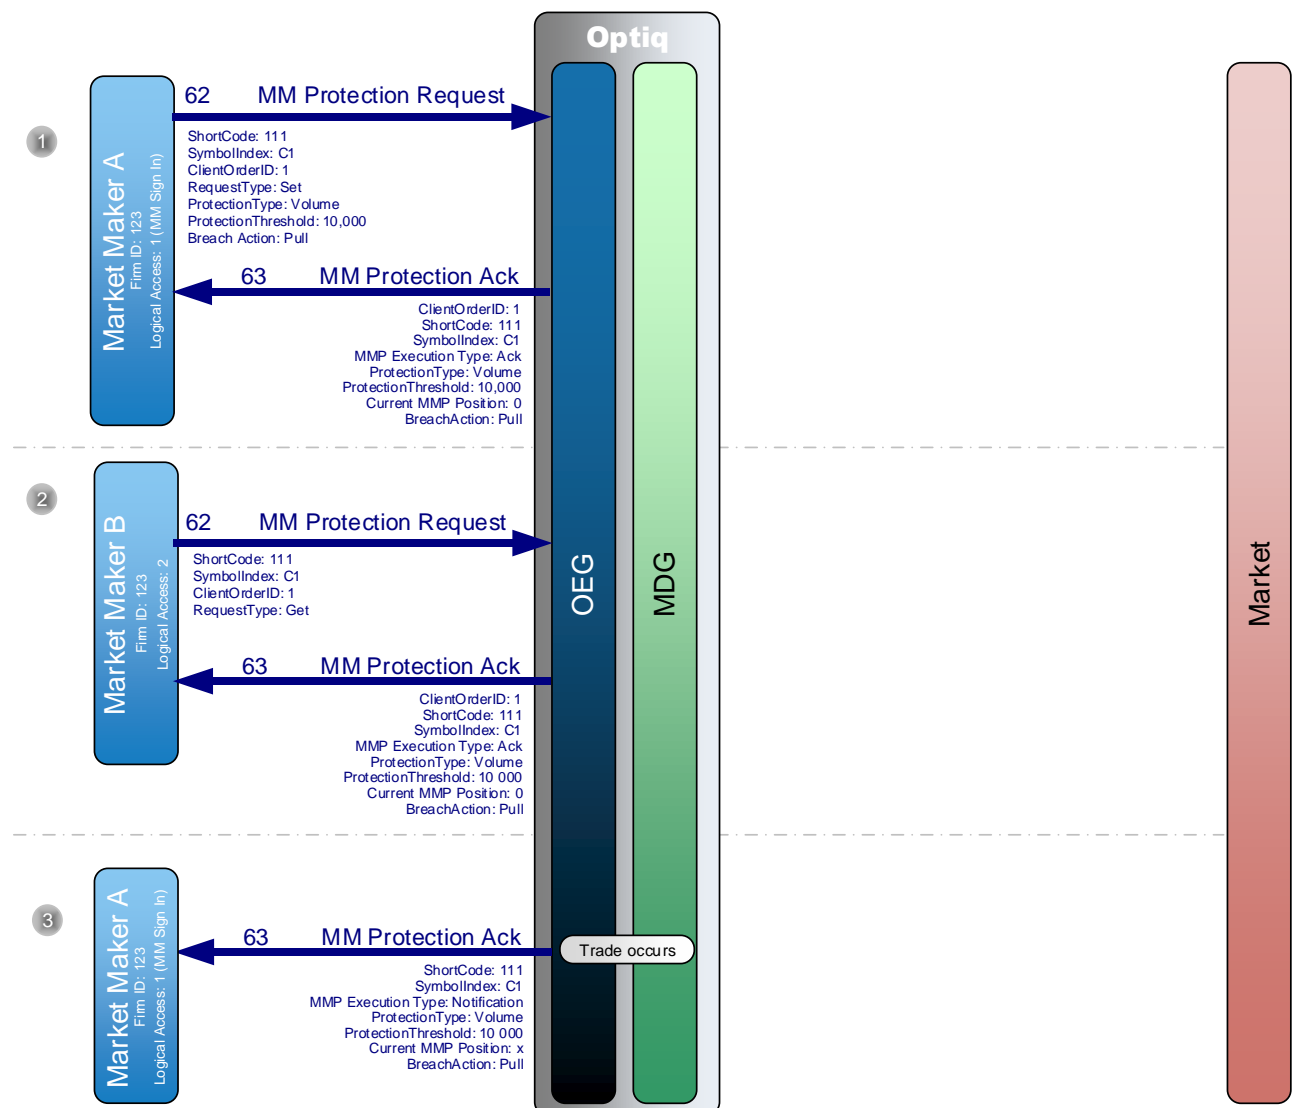 Optiq
1
Market Maker A
Firm ID: 123
Logical Access: 1 (MM Sign In)
62 MM Protection Request
ShortCode: 111
SymbolIndex: C1
ClientOrderID: 1
RequestType: Set
ProtectionType: Volume
ProtectionThreshold: 10,000
Breach Action: Pull
63 MM Protection Ack
ClientOrderID: 1
ShortCode: 111
SymbolIndex: C1
MMP Execution Type: Ack
ProtectionType: Volume
ProtectionThreshold: 10,000
Current MMP Position: 0
BreachAction: Pull
2
Market Maker B
Firm ID: 123
Logical Access: 2
62 MM Protection Request
ShortCode: 111
SymbolIndex: C1
ClientOrderID: 1
RequestType: Get
63 MM Protection Ack
ClientOrderID: 1
ShortCode: 111
SymbolIndex: C1
MMP Execution Type: Ack
ProtectionType: Volume
ProtectionThreshold: 10 000
Current MMP Position: 0
BreachAction: Pull
OEG
MDG
Market
3
Market Maker A
Firm ID: 123
Logical Access: 1 (MM Sign In)
63 MM Protection Ack
Trade occurs
ShortCode: 111
SymbolIndex: C1
MMP Execution Type: Notification
ProtectionType: Volume
ProtectionThreshold: 10 000
Current MMP Position: x
BreachAction: Pull